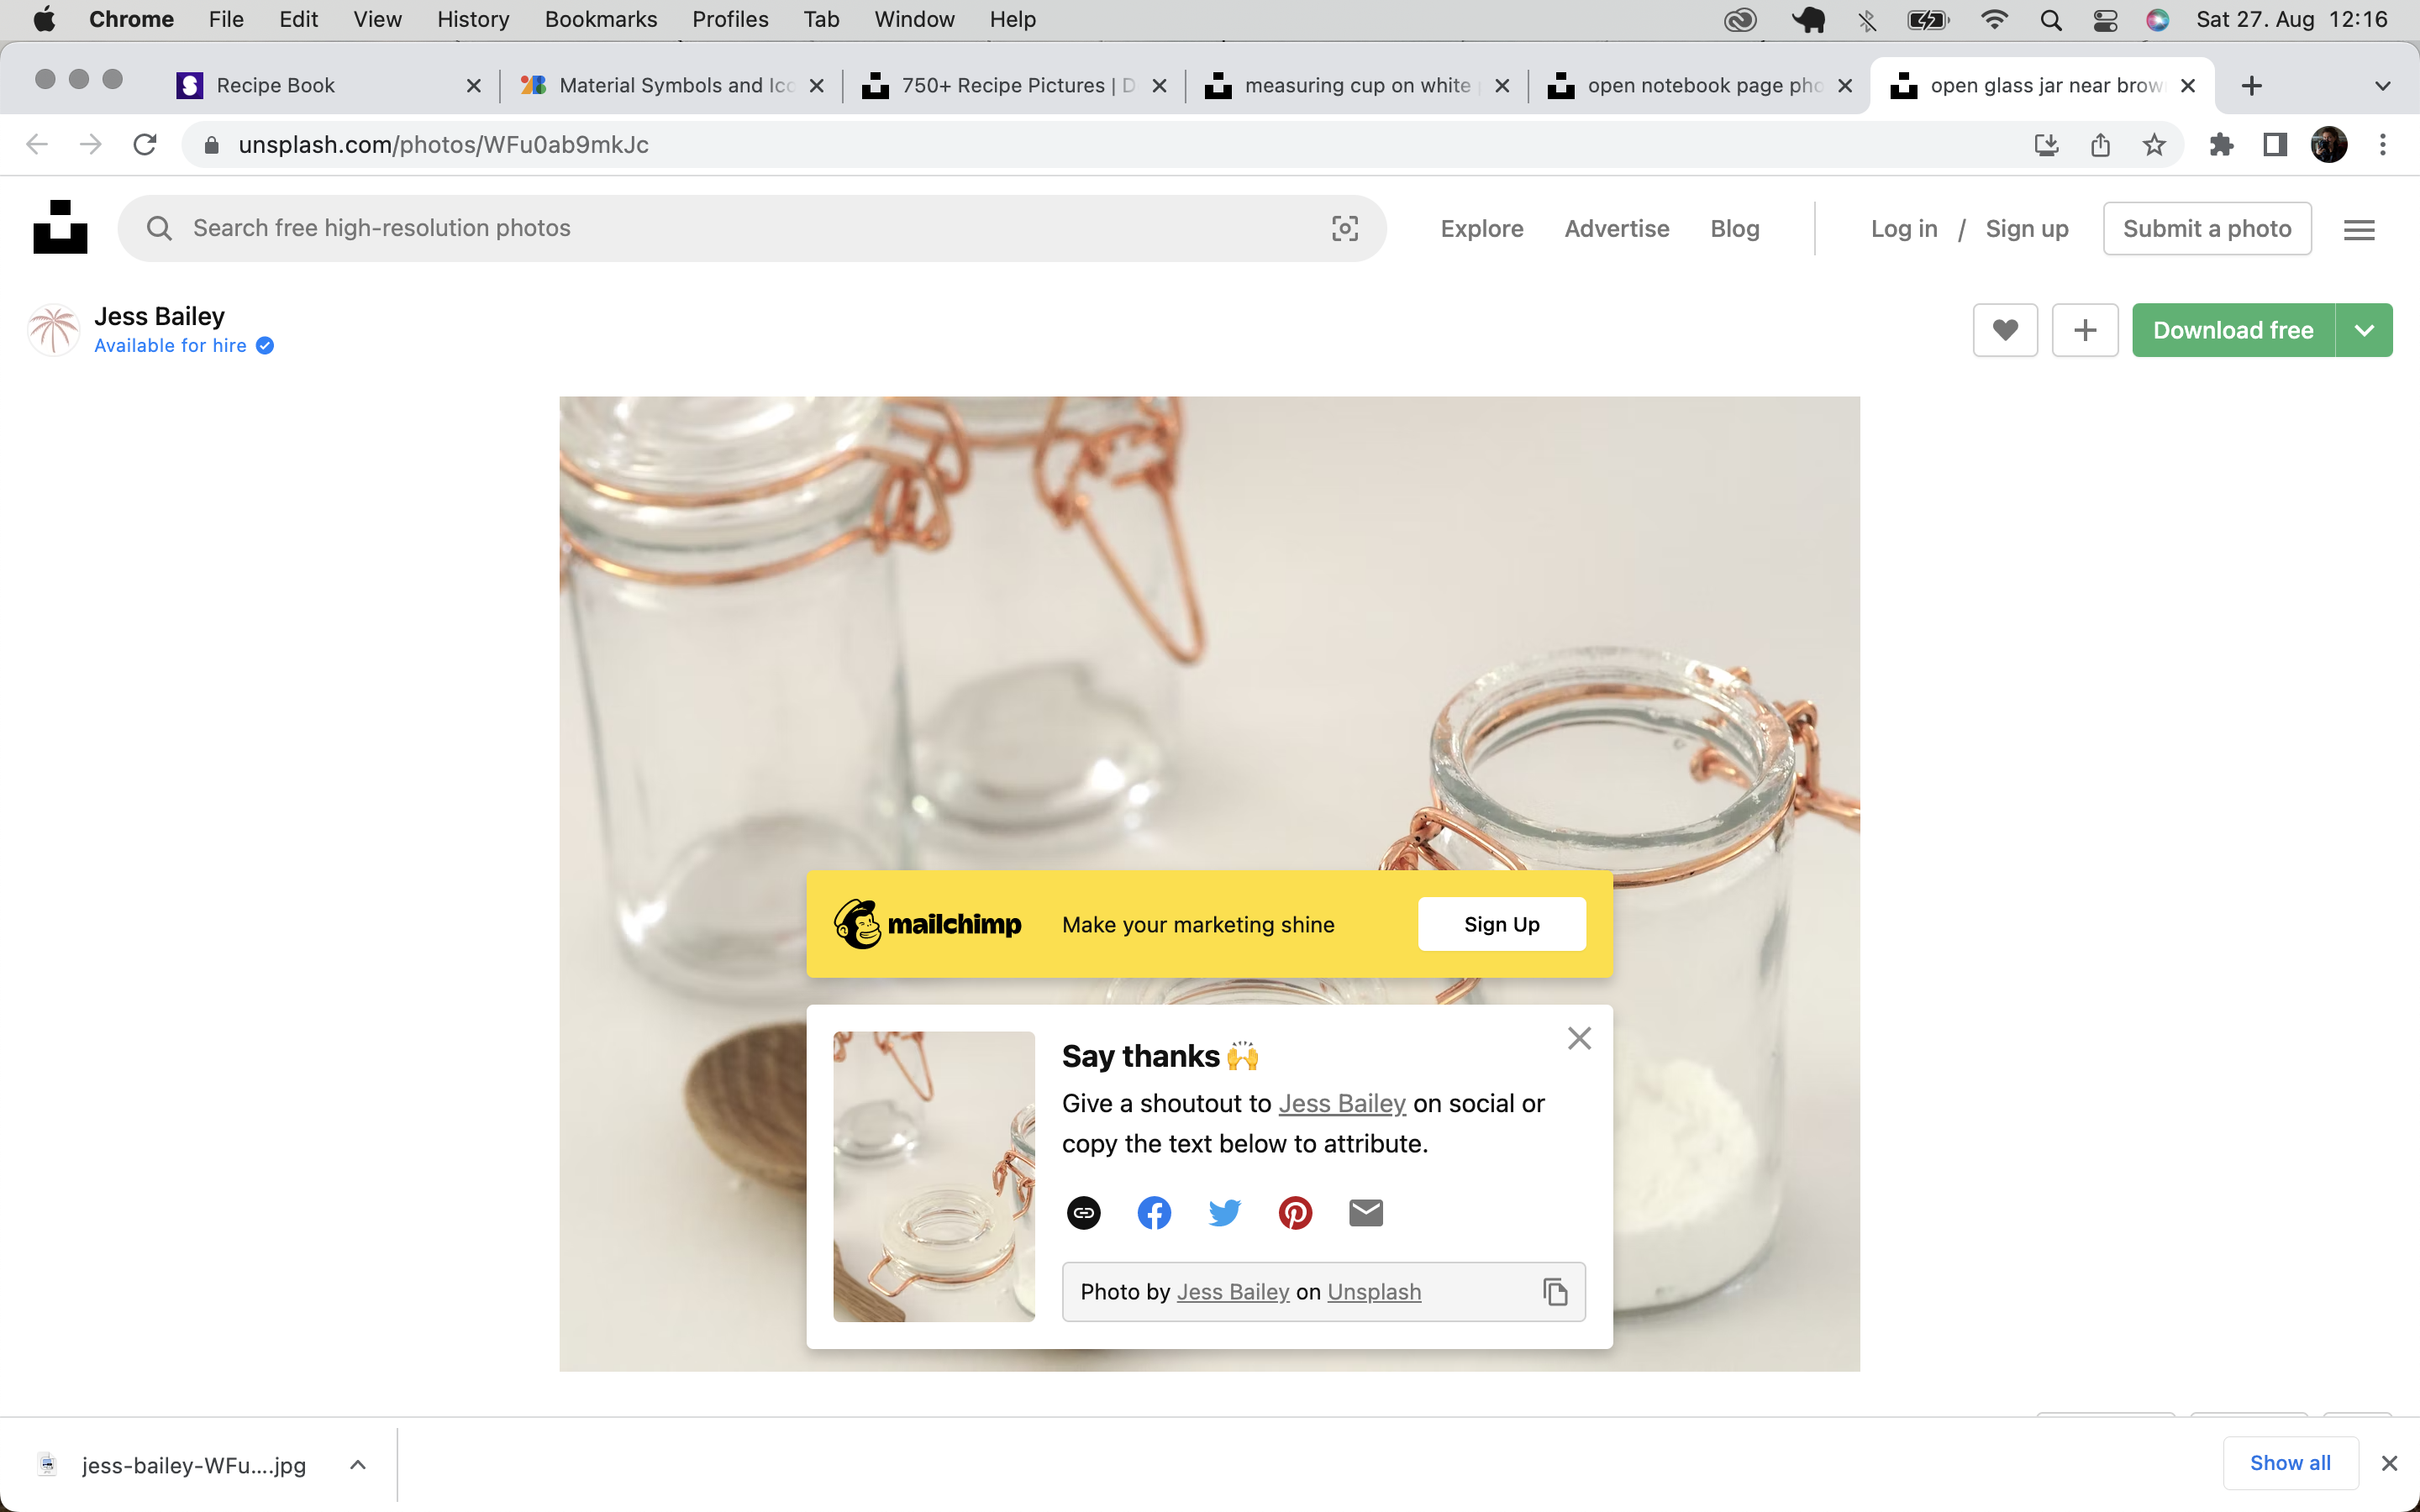 Chrome File Edit View History Bookmarks Profiles Tab Window Help Sat 27. Aug 12:16
Recipe Book Material Symbols and Ico 750+ Recipe Pictures | D measuring cup on white open notebook page pho open glass jar near brow
unsplash.com/photos/WFu0ab9mkJc
Search free high-resolution photos Explore Advertise Blog Log in / Sign up Submit a photo
Jess Bailey
Available for hire
Download free
mailchimp Make your marketing shine Sign Up
Say thanks 🙌
Give a shoutout to Jess Bailey on social or
copy the text below to attribute.
Photo by Jess Bailey on Unsplash
jess-bailey-WFu....jpg Show all